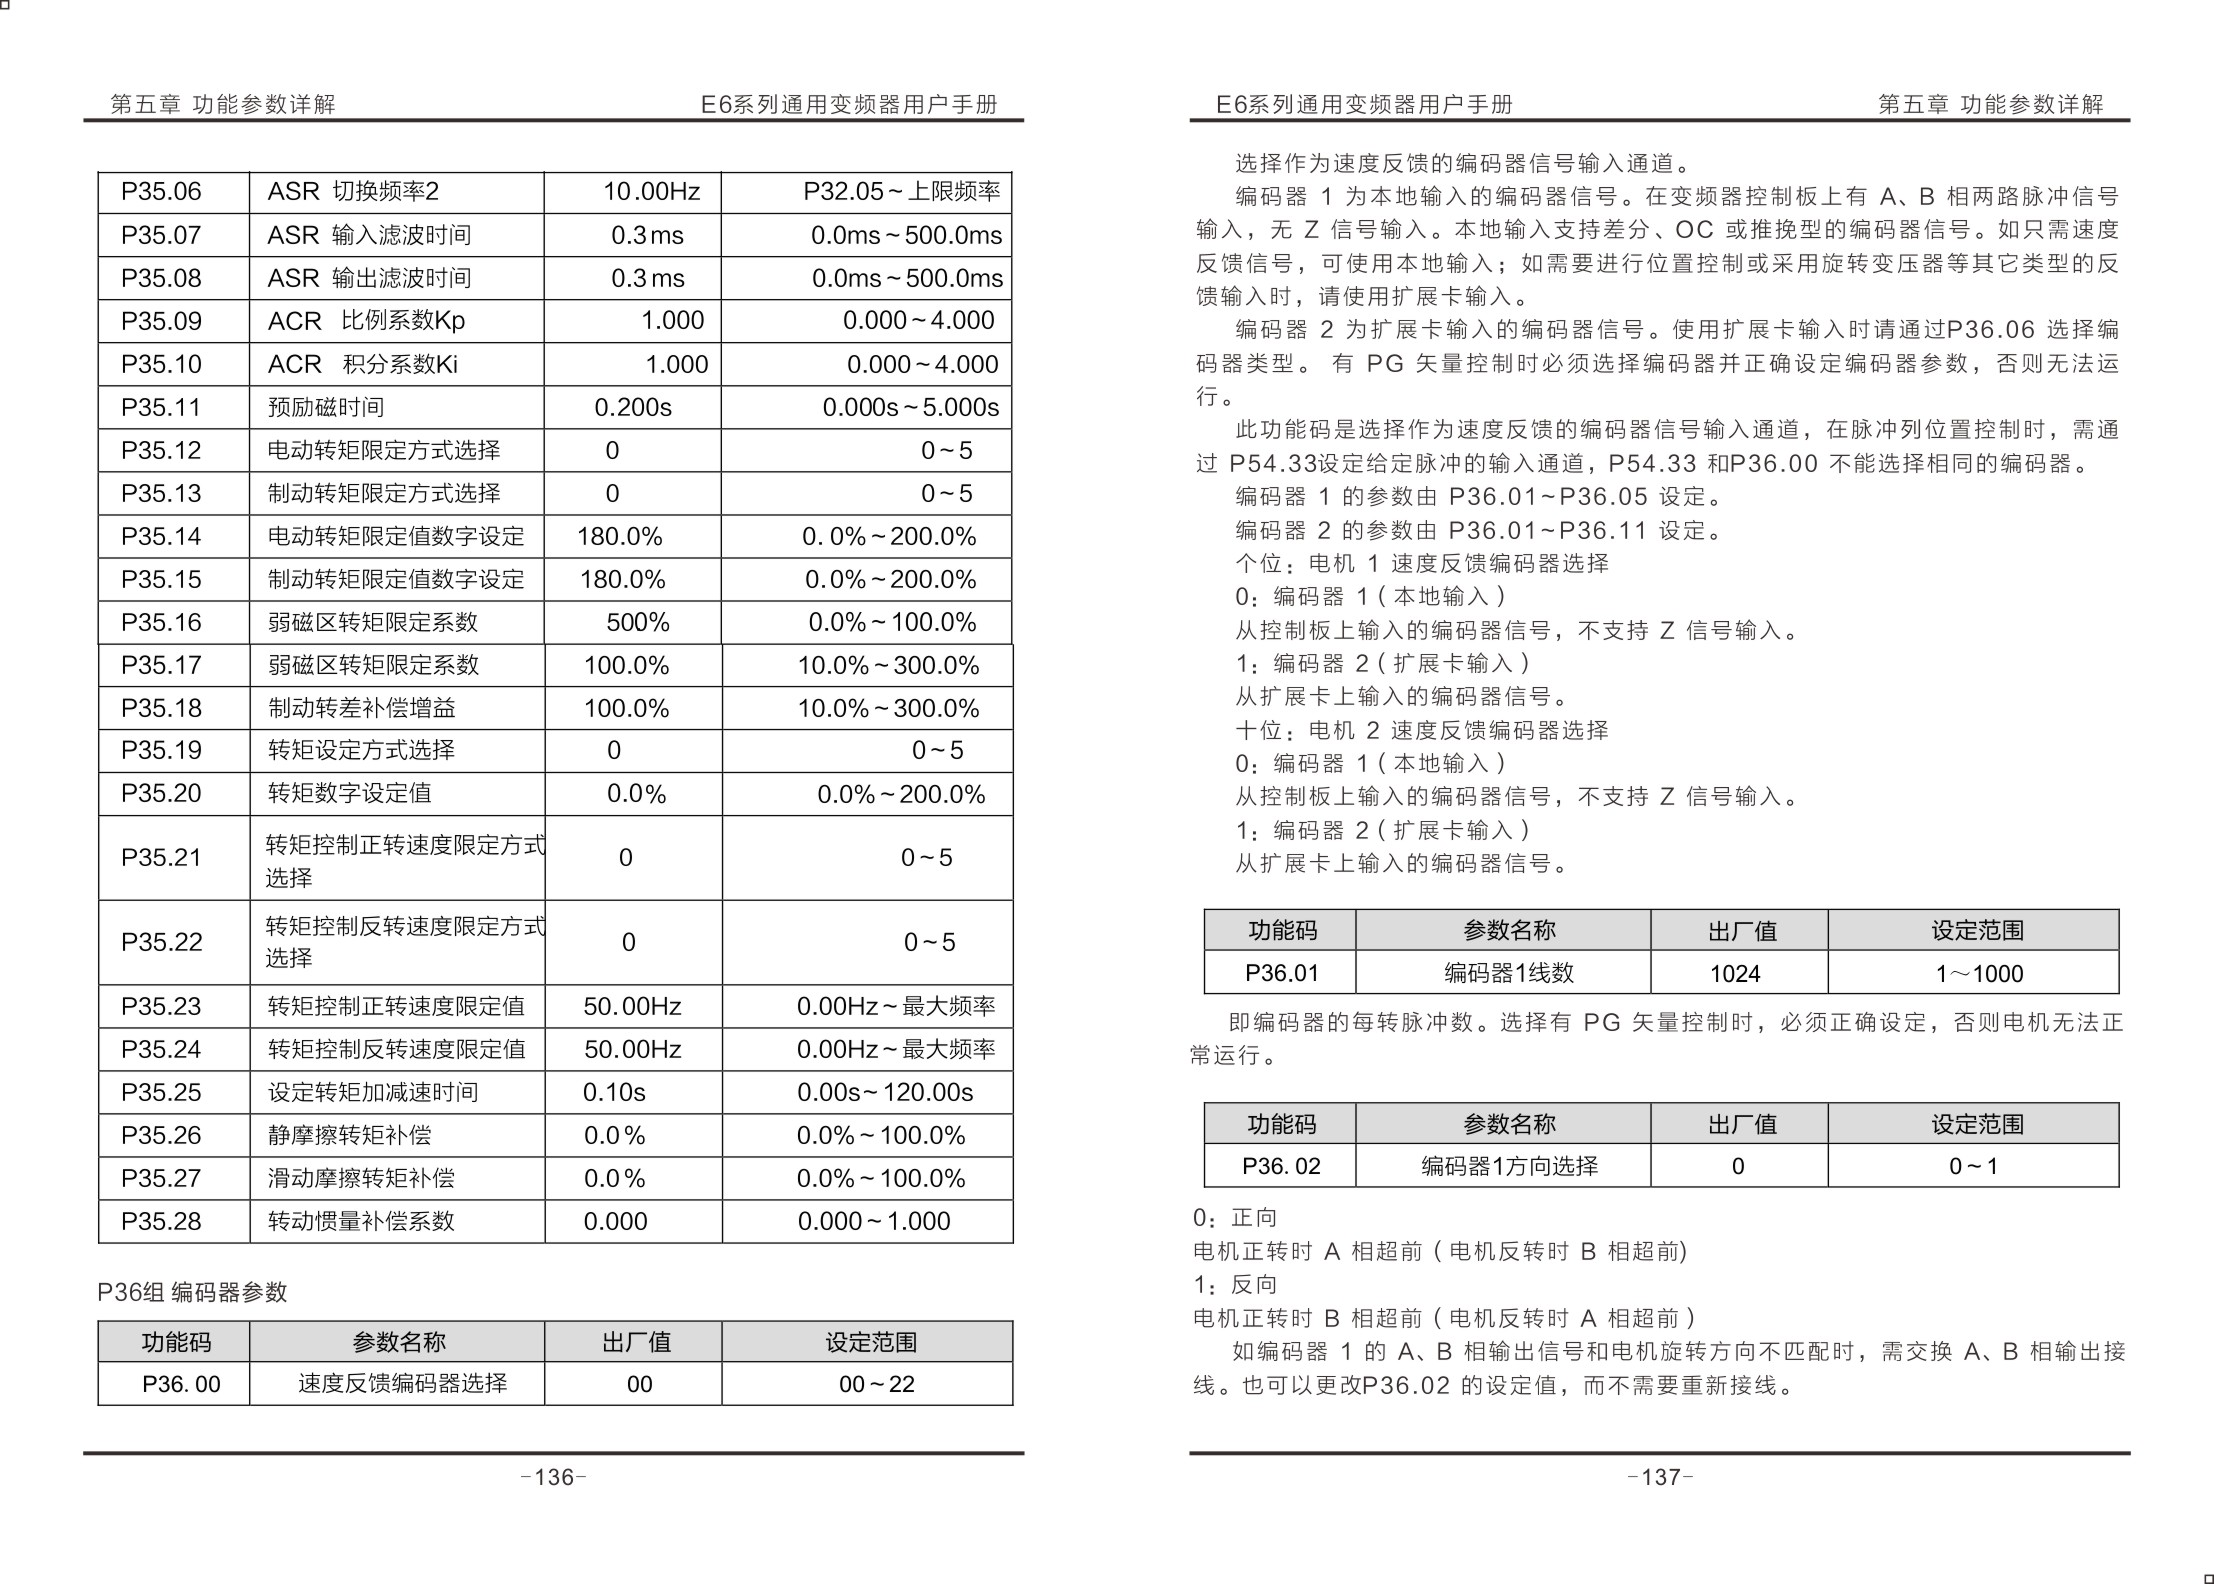 第五章 功能参数详解 E6系列通用变频器用户手册
P35.06 ASR 切换频率2 10.00Hz P32.05~上限频率
P35.07 ASR 输入滤波时间 0.3ms 0.0ms~500.0ms
P35.08 ASR 输出滤波时间 0.3ms 0.0ms~500.0ms
P35.09 ACR 比例系数Kp 1.000 0.000~4.000
P35.10 ACR 积分系数Ki 1.000 0.000~4.000
P35.11 预励磁时间 0.200s 0.000s~5.000s
P35.12 电动转矩限定方式选择 0 0~5
P35.13 制动转矩限定方式选择 0 0~5
P35.14 电动转矩限定值数字设定 180.0% 0.0%~200.0%
P35.15 制动转矩限定值数字设定 180.0% 0.0%~200.0%
P35.16 弱磁区转矩限定系数 500% 0.0%~100.0%
P35.17 弱磁区转矩限定系数 100.0% 10.0%~300.0%
P35.18 制动转差补偿增益 100.0% 10.0%~300.0%
P35.19 转矩设定方式选择 0 0~5
P35.20 转矩数字设定值 0.0% 0.0%~200.0%
P35.21 转矩控制正转速度限定方式 0 0~5
选择
P35.22 转矩控制反转速度限定方式 0 0~5
选择
P35.23 转矩控制正转速度限定值 50.00Hz 0.00Hz~最大频率
P35.24 转矩控制反转速度限定值 50.00Hz 0.00Hz~最大频率
P35.25 设定转矩加减速时间 0.10s 0.00s~120.00s
P35.26 静摩擦转矩补偿 0.0% 0.0%~100.0%
P35.27 滑动摩擦转矩补偿 0.0% 0.0%~100.0%
P35.28 转动惯量补偿系数 0.000 0.000~1.000
P36组 编码器参数
功能码 参数名称 出厂值 设定范围
P36.00 速度反馈编码器选择 00 00~22
-136-
E6系列通用变频器用户手册 第五章 功能参数详解
选择作为速度反馈的编码器信号输入通道。
编码器 1 为本地输入的编码器信号。在变频器控制板上有 A、B 相两路脉冲信号
输入，无 Z 信号输入。本地输入支持差分、OC 或推挽型的编码器信号。如只需速度
反馈信号，可使用本地输入；如需要进行位置控制或采用旋转变压器等其它类型的反
馈输入时，请使用扩展卡输入。
编码器 2 为扩展卡输入的编码器信号。使用扩展卡输入时请通过P36.06 选择编
码器类型。 有 PG 矢量控制时必须选择编码器并正确设定编码器参数，否则无法运
行。
此功能码是选择作为速度反馈的编码器信号输入通道，在脉冲列位置控制时，需通
过 P54.33设定给定脉冲的输入通道，P54.33 和P36.00 不能选择相同的编码器。
编码器 1 的参数由 P36.01~P36.05 设定。
编码器 2 的参数由 P36.01~P36.11 设定。
个位：电机 1 速度反馈编码器选择
0：编码器 1（本地输入）
从控制板上输入的编码器信号，不支持 Z 信号输入。
1：编码器 2（扩展卡输入）
从扩展卡上输入的编码器信号。
十位：电机 2 速度反馈编码器选择
0：编码器 1（本地输入）
从控制板上输入的编码器信号，不支持 Z 信号输入。
1：编码器 2（扩展卡输入）
从扩展卡上输入的编码器信号。
功能码 参数名称 出厂值 设定范围
P36.01 编码器1线数 1024 1～1000
即编码器的每转脉冲数。选择有 PG 矢量控制时，必须正确设定，否则电机无法正
常运行。
功能码 参数名称 出厂值 设定范围
P36.02 编码器1方向选择 0 0~1
0：正向
电机正转时 A 相超前（电机反转时 B 相超前)
1：反向
电机正转时 B 相超前（电机反转时 A 相超前）
如编码器 1 的 A、B 相输出信号和电机旋转方向不匹配时，需交换 A、B 相输出接
线。也可以更改P36.02 的设定值，而不需要重新接线。
-137-